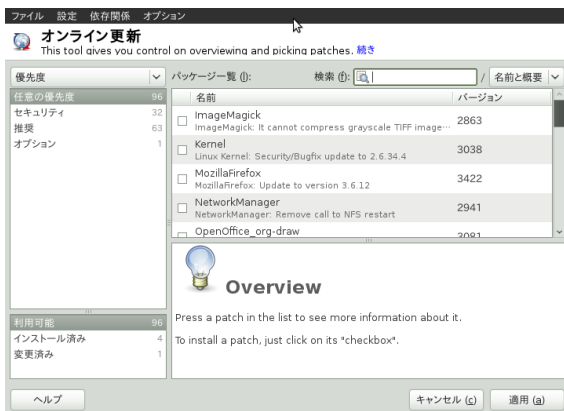 ファイル 設定 依存関係 オプション
オンライン更新
This tool gives you control on overviewing and picking patches. 続き
優先度
パッケージ一覧 (l):
検索 (f):
/ 名前と概要
任意の優先度 96
セキュリティ 32
推奨 63
オプション 1
名前 バージョン
ImageMagick 2863
ImageMagick: It cannot compress grayscale TIFF image…
Kernel 3038
Linux Kernel: Security/Bugfix update to 2.6.34.4
MozillaFirefox 3422
MozillaFirefox: Update to version 3.6.12
NetworkManager 2941
NetworkManager: Remove call to NFS restart
OpenOffice_org-draw 3081
Overview
Press a patch in the list to see more information about it.
To install a patch, just click on its "checkbox".
利用可能 96
インストール済み 4
変更済み 1
ヘルプ
キャンセル (c)
適用 (a)